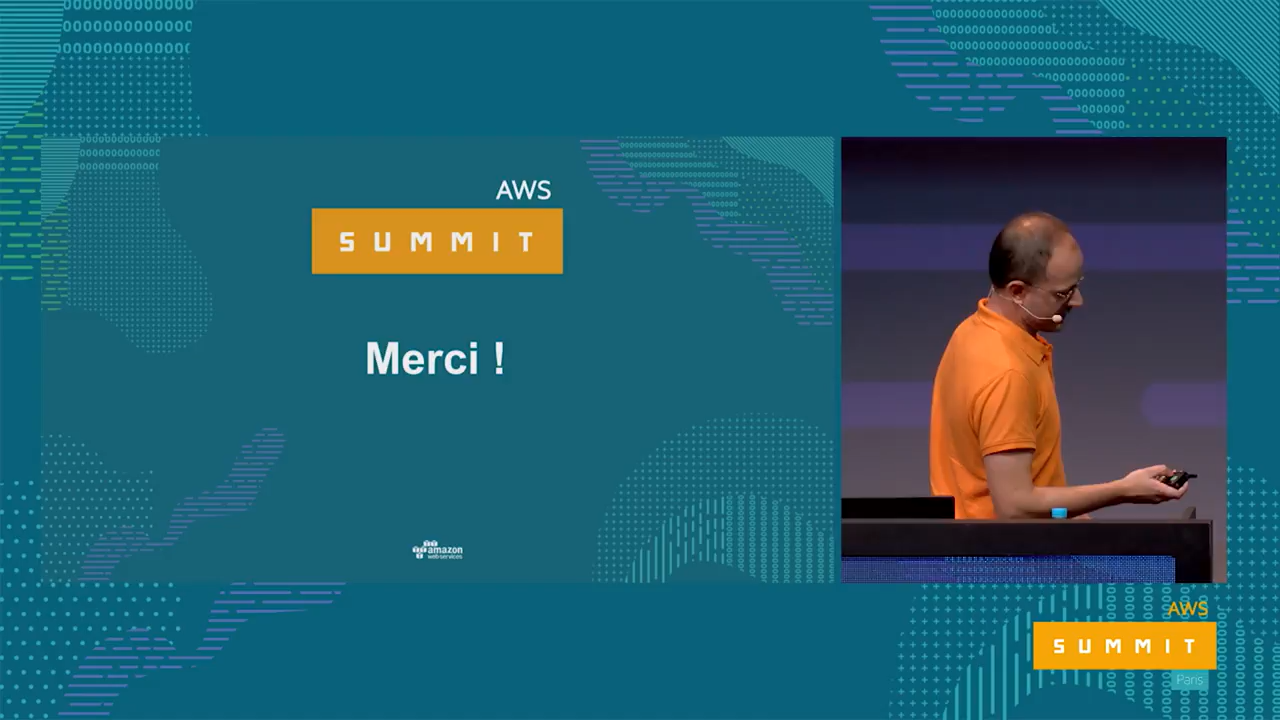 AWS
SUMMIT
Merci !
amazon
web services
AWS
SUMMIT
Paris